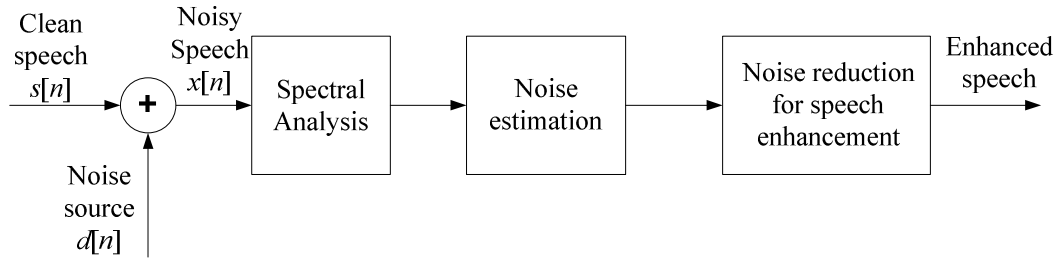 Clean
speech
s[n]
Noisy
Speech
x[n]
+
Noise
source
d[n]
Spectral
Analysis
Noise
estimation
Noise reduction
for speech
enhancement
Enhanced
speech